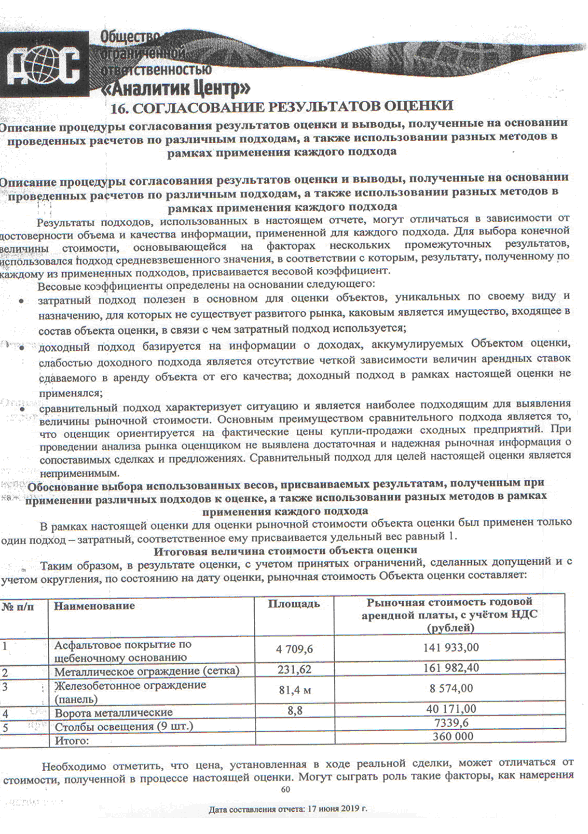 АОС
Общество с
ограниченной
ответственностью
«Аналитик Центр»
16. СОГЛАСОВАНИЕ РЕЗУЛЬТАТОВ ОЦЕНКИ
Описание процедуры согласования результатов оценки и выводы, полученные на основании
проведенных расчетов по различным подходам, а также использовании разных методов в
рамках применения каждого подхода
Описание процедуры согласования результатов оценки и выводы, полученные на основании
проведенных расчетов по различным подходам, а также использовании разных методов в
рамках применения каждого подхода
Результаты подходов, использованных в настоящем отчете, могут отличаться в зависимости от
достоверности объема и качества информации, примененной для каждого подхода. Для выбора конечной
величины стоимости, основывающейся на факторах нескольких промежуточных результатов,
использовался подход средневзвешенного значения, в соответствии с которым, результату, полученному по
каждому из примененных подходов, присваивается весовой коэффициент.
Весовые коэффициенты определены на основании следующего:
• затратный подход полезен в основном для оценки объектов, уникальных по своему виду и
назначению, для которых не существует развитого рынка, каковым является имущество, входящее в
состав объекта оценки, в связи с чем затратный подход используется;
• доходный подход базируется на информации о доходах, аккумулируемых Объектом оценки,
слабостью доходного подхода является отсутствие четкой зависимости величин арендных ставок
сдаваемого в аренду объекта от его качества; доходный подход в рамках настоящей оценки не
применялся;
• сравнительный подход характеризует ситуацию и является наиболее подходящим для выявления
величины рыночной стоимости. Основным преимуществом сравнительного подхода является то,
что оценщик ориентируется на фактические цены купли-продажи сходных предприятий. При
проведении анализа рынка оценщиком не выявлена достаточная и надежная рыночная информация о
сопоставимых сделках и предложениях. Сравнительный подход для целей настоящей оценки является
неприменимым.
Обоснование выбора использованных весов, присваиваемых результатам, полученным при
применении различных подходов к оценке, а также использовании разных методов в рамках
применения каждого подхода
В рамках настоящей оценки для оценки рыночной стоимости объекта оценки был применен только
один подход – затратный, соответственное ему присваивается удельный вес равный 1.
Итоговая величина стоимости объекта оценки
Таким образом, в результате оценки, с учетом принятых ограничений, сделанных допущений и с
учетом округления, по состоянию на дату оценки, рыночная стоимость Объекта оценки составляет:
№ п/п Наименование Площадь Рыночная стоимость годовой
арендной платы, с учётом НДС
(рублей)
1 Асфальтовое покрытие по
щебеночному основанию 4 709,6 141 933,00
2 Металлическое ограждение (сетка) 231,62 161 982,40
3 Железобетонное ограждение
(панель) 81,4 м 8 574,00
4 Ворота металлические 8,8 40 171,00
5 Столбы освещения (9 шт.) 7339,6
Итого: 360 000
Необходимо отметить, что цена, установленная в ходе реальной сделки, может отличаться от
стоимости, полученной в процессе настоящей оценки. Могут сыграть роль такие факторы, как намерения
60
Дата составления отчета: 17 июня 2019 г.